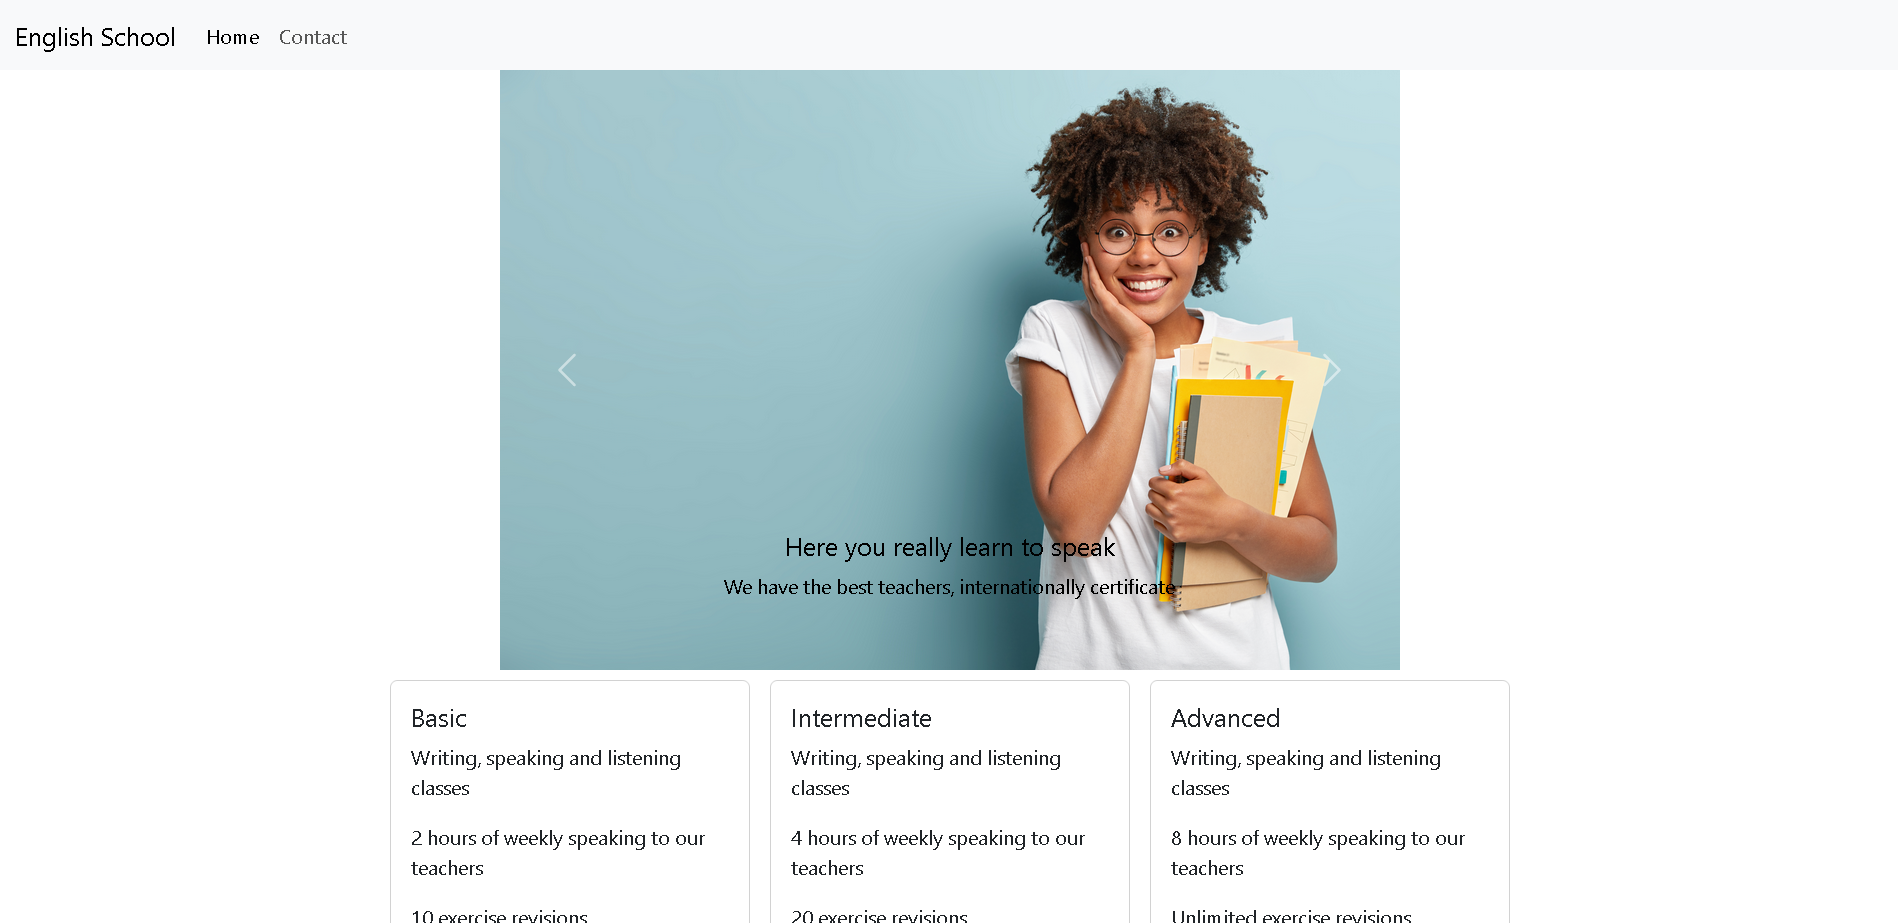 English School Home Contact
Here you really learn to speak
We have the best teachers, internationally certificate
Basic
Writing, speaking and listening
classes
2 hours of weekly speaking to our
teachers
10 exercise revisions
Intermediate
Writing, speaking and listening
classes
4 hours of weekly speaking to our
teachers
20 exercise revisions
Advanced
Writing, speaking and listening
classes
8 hours of weekly speaking to our
teachers
Unlimited exercise revisions